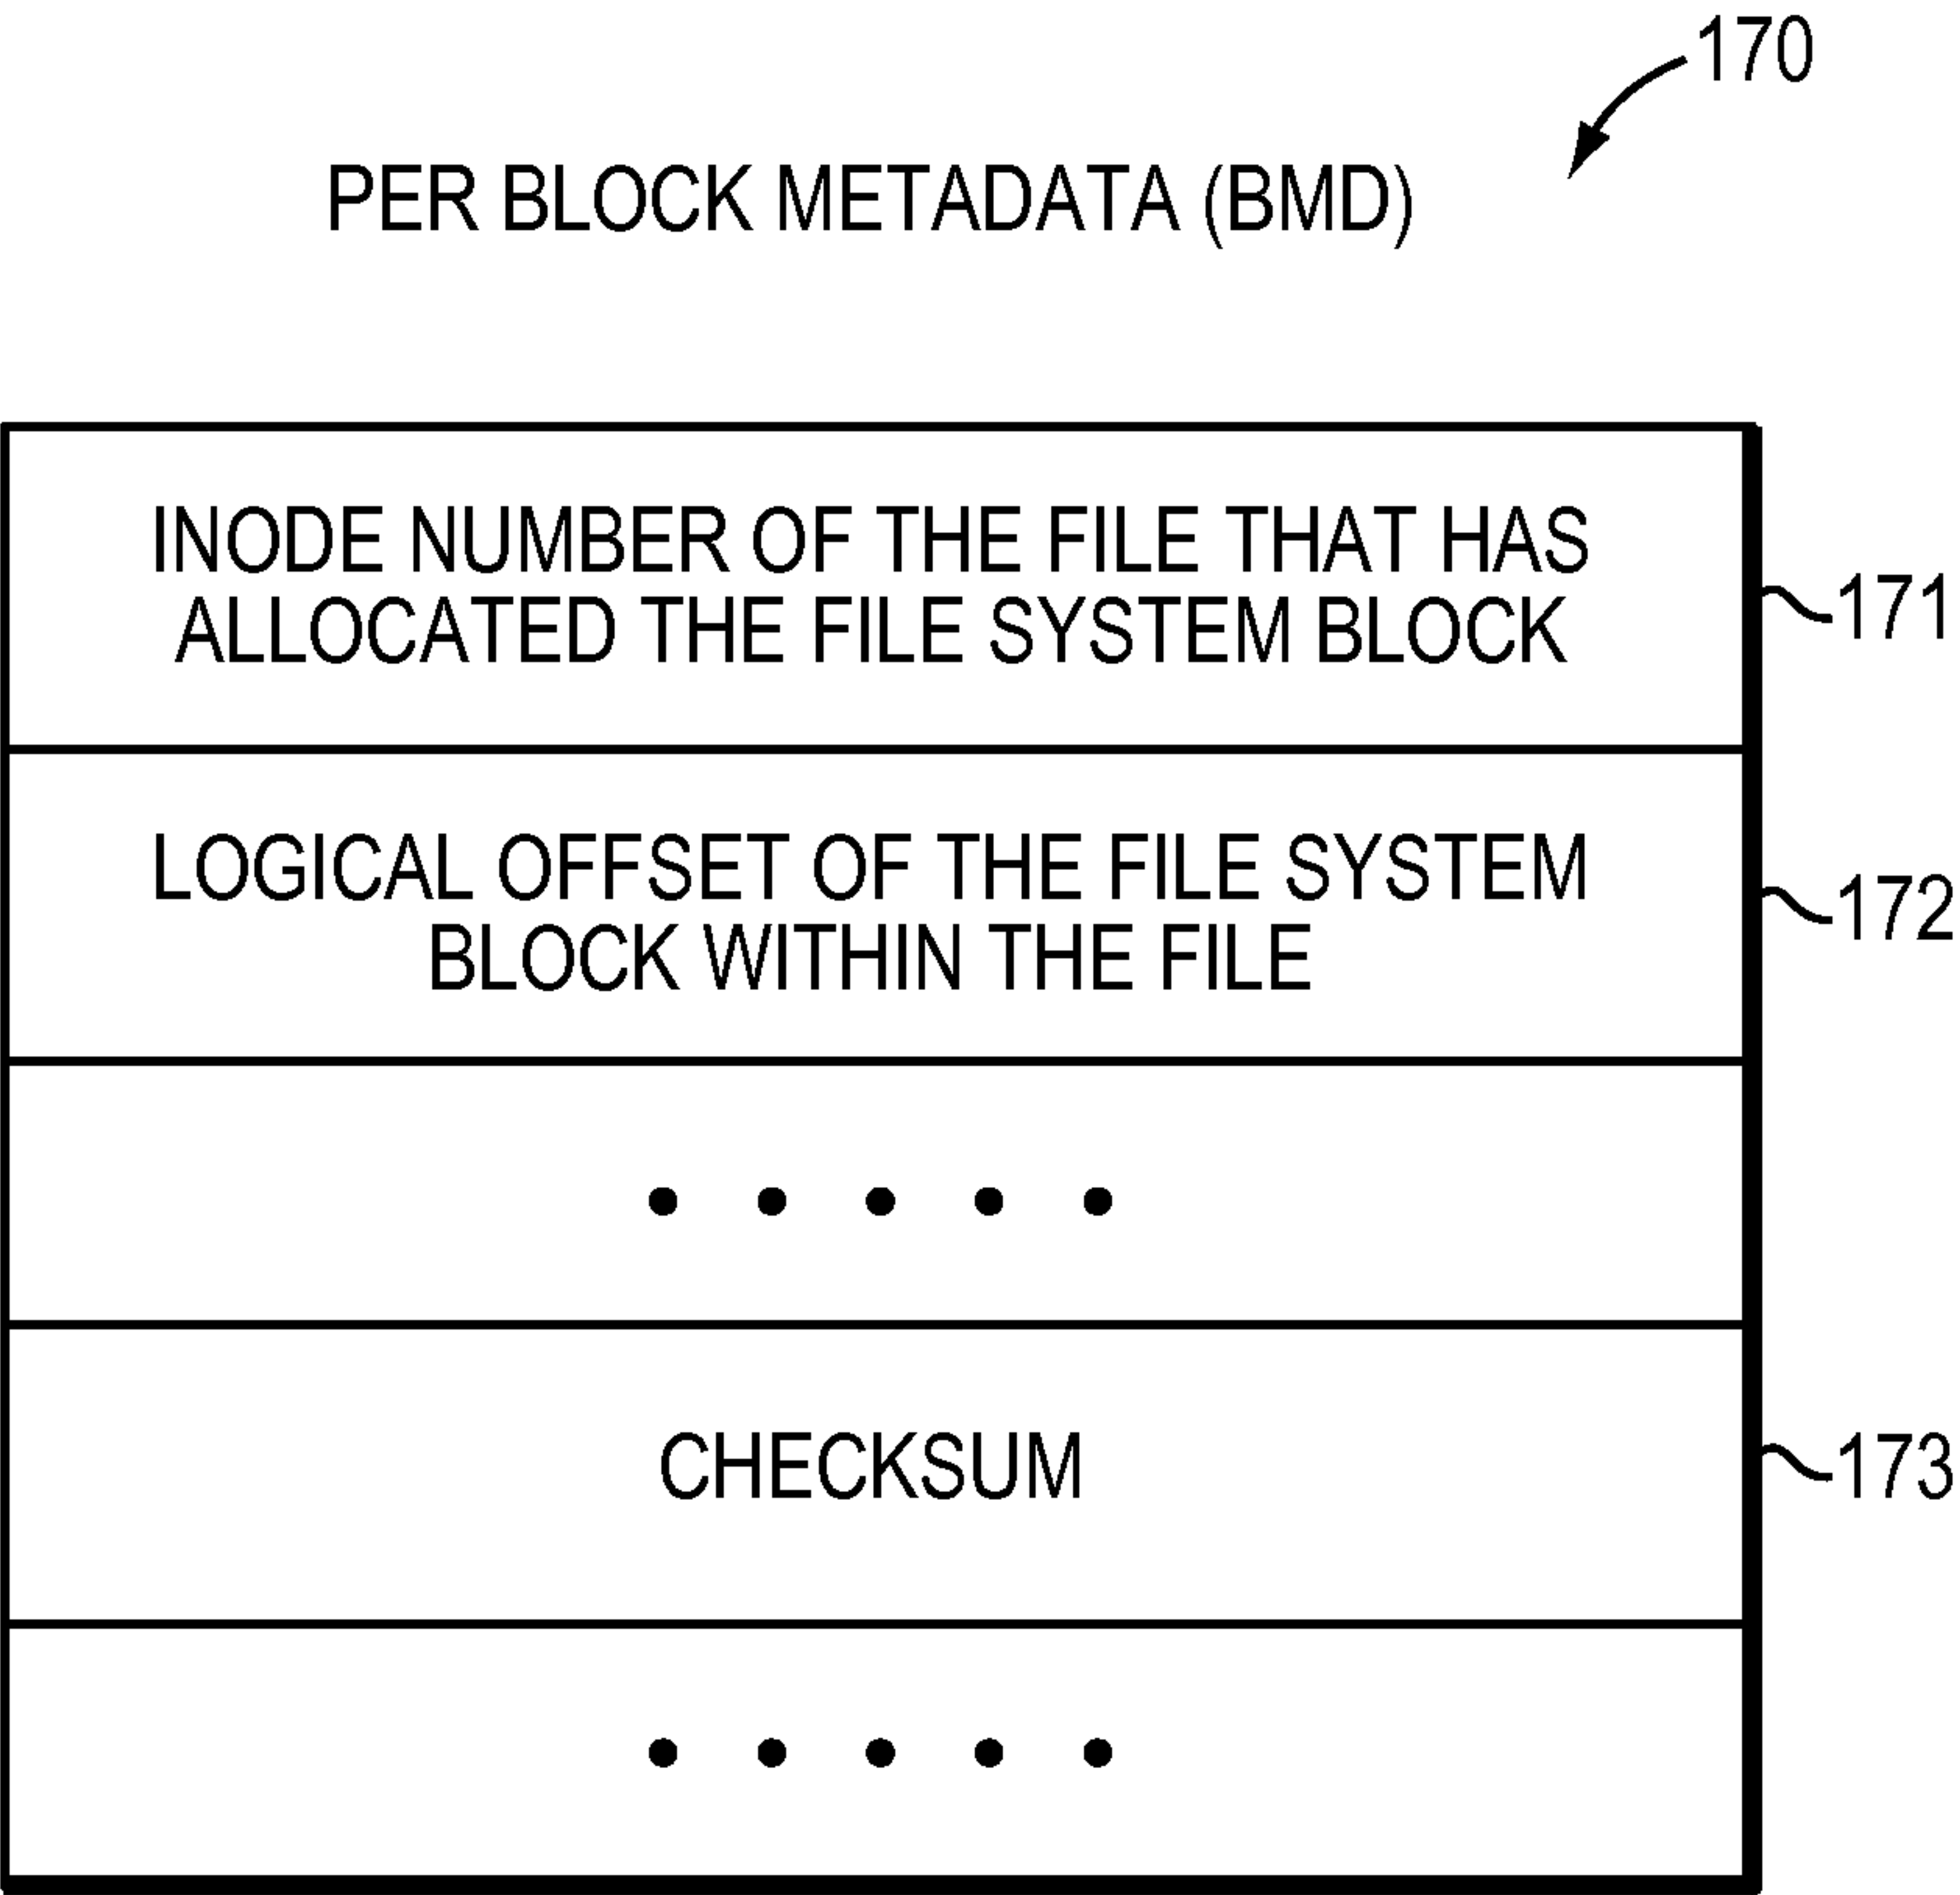 170
PER BLOCK METADATA (BMD)
INODE NUMBER OF THE FILE THAT HAS
ALLOCATED THE FILE SYSTEM BLOCK
171
LOGICAL OFFSET OF THE FILE SYSTEM
BLOCK WITHIN THE FILE
172
• • • • •
CHECKSUM
173
• • • • •